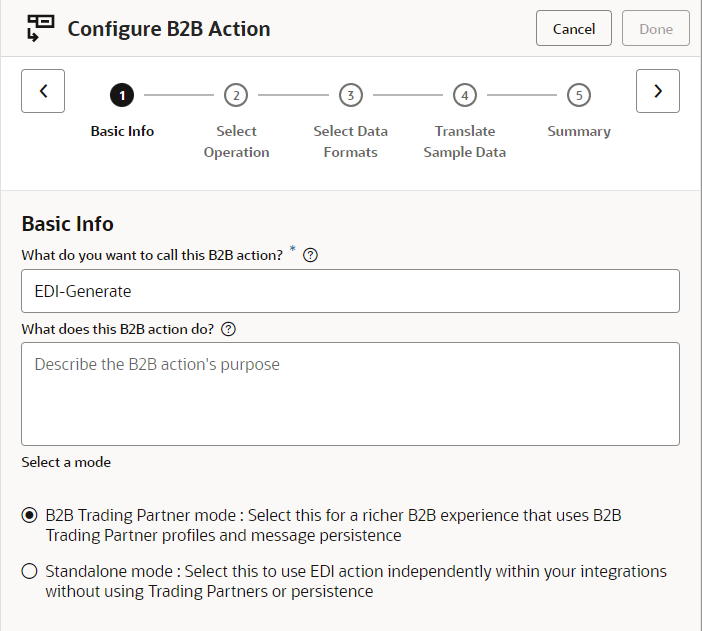 Configure B2B Action
Cancel
Done
1
2
3
4
5
Basic Info
Select
Operation
Select Data
Formats
Translate
Sample Data
Summary
Basic Info
What do you want to call this B2B action? * ?
EDI-Generate
What does this B2B action do? ?
Describe the B2B action's purpose
Select a mode
B2B Trading Partner mode : Select this for a richer B2B experience that uses B2B
Trading Partner profiles and message persistence
Standalone mode : Select this to use EDI action independently within your integrations
without using Trading Partners or persistence